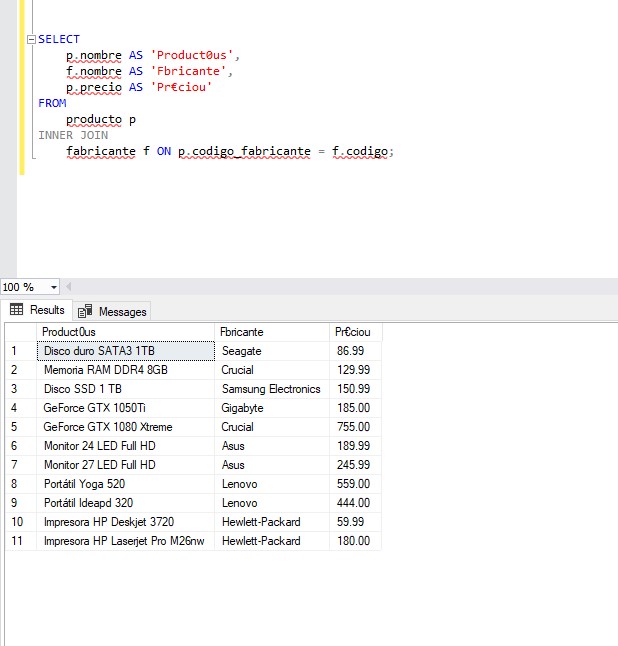 SELECT
p.nombre AS 'Product0us',
f.nombre AS 'Fbricante',
p.precio AS 'Pr€ciou'
FROM
producto p
INNER JOIN
fabricante f ON p.codigo_fabricante = f.codigo;
100 %
Results Messages
Product0us Fbricante Pr€ciou
1 Disco duro SATA3 1TB Seagate 86.99
2 Memoria RAM DDR4 8GB Crucial 129.99
3 Disco SSD 1 TB Samsung Electronics 150.99
4 GeForce GTX 1050Ti Gigabyte 185.00
5 GeForce GTX 1080 Xtreme Crucial 755.00
6 Monitor 24 LED Full HD Asus 189.99
7 Monitor 27 LED Full HD Asus 245.99
8 Portátil Yoga 520 Lenovo 559.00
9 Portátil Ideapd 320 Lenovo 444.00
10 Impresora HP Deskjet 3720 Hewlett-Packard 59.99
11 Impresora HP Laserjet Pro M26nw Hewlett-Packard 180.00